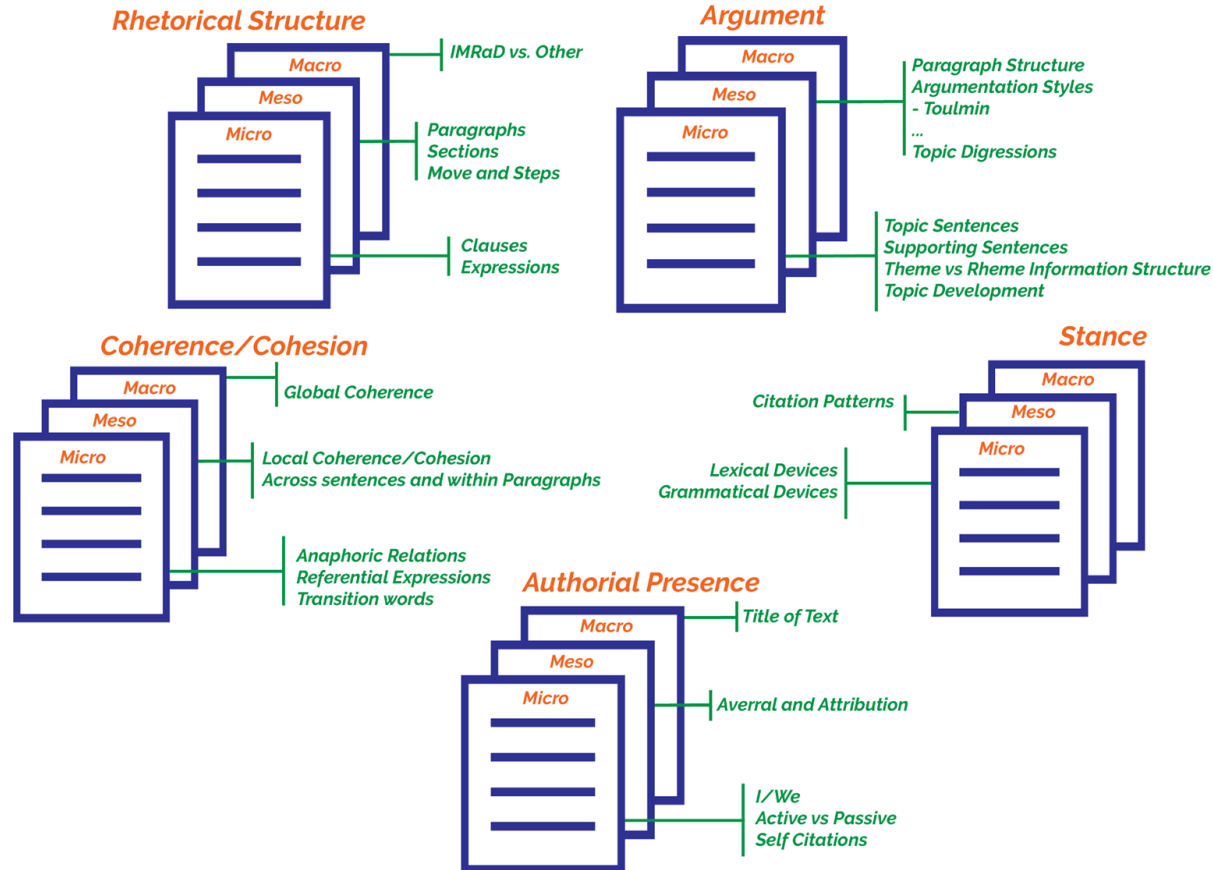 Rhetorical Structure
Macro
Meso
Micro
IMRaD vs. Other
Paragraphs
Sections
Move and Steps
Clauses
Expressions
Argument
Macro
Meso
Micro
Paragraph Structure
Argumentation Styles
- Toulmin
...
Topic Digressions
Topic Sentences
Supporting Sentences
Theme vs Rheme Information Structure
Topic Development
Coherence/Cohesion
Macro
Meso
Micro
Global Coherence
Local Coherence/Cohesion
Across sentences and within Paragraphs
Anaphoric Relations
Referential Expressions
Transition words
Stance
Macro
Meso
Micro
Citation Patterns
Lexical Devices
Grammatical Devices
Authorial Presence
Macro
Meso
Micro
Title of Text
Averral and Attribution
I/We
Active vs Passive
Self Citations